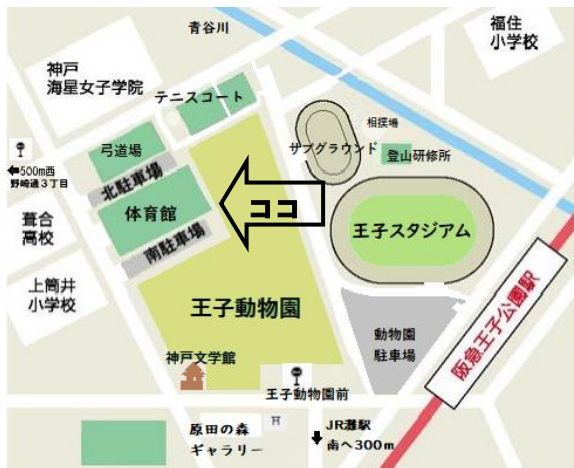 青谷川
福住
小学校
神戸
海星女子学院
テニスコート
相撲場
サブグラウンド
登山研修所
弓道場
←500m西
野崎通3丁目
北駐車場
ココ
体育館
葺合
高校
南駐車場
王子スタジアム
上筒井
小学校
王子動物園
動物園
駐車場
阪急王子公園駅
神戸文学館
王子動物園前
原田の森
ギャラリー
JR灘駅
南へ300m